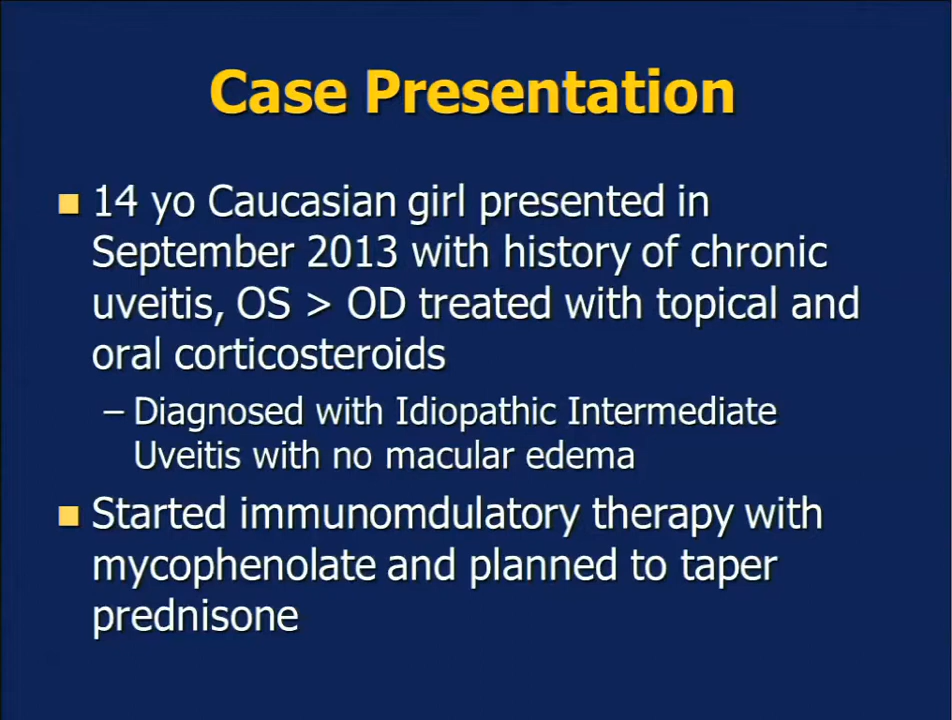 Case Presentation
14 yo Caucasian girl presented in
September 2013 with history of chronic
uveitis, OS > OD treated with topical and
oral corticosteroids
– Diagnosed with Idiopathic Intermediate
Uveitis with no macular edema
Started immunomdulatory therapy with
mycophenolate and planned to taper
prednisone